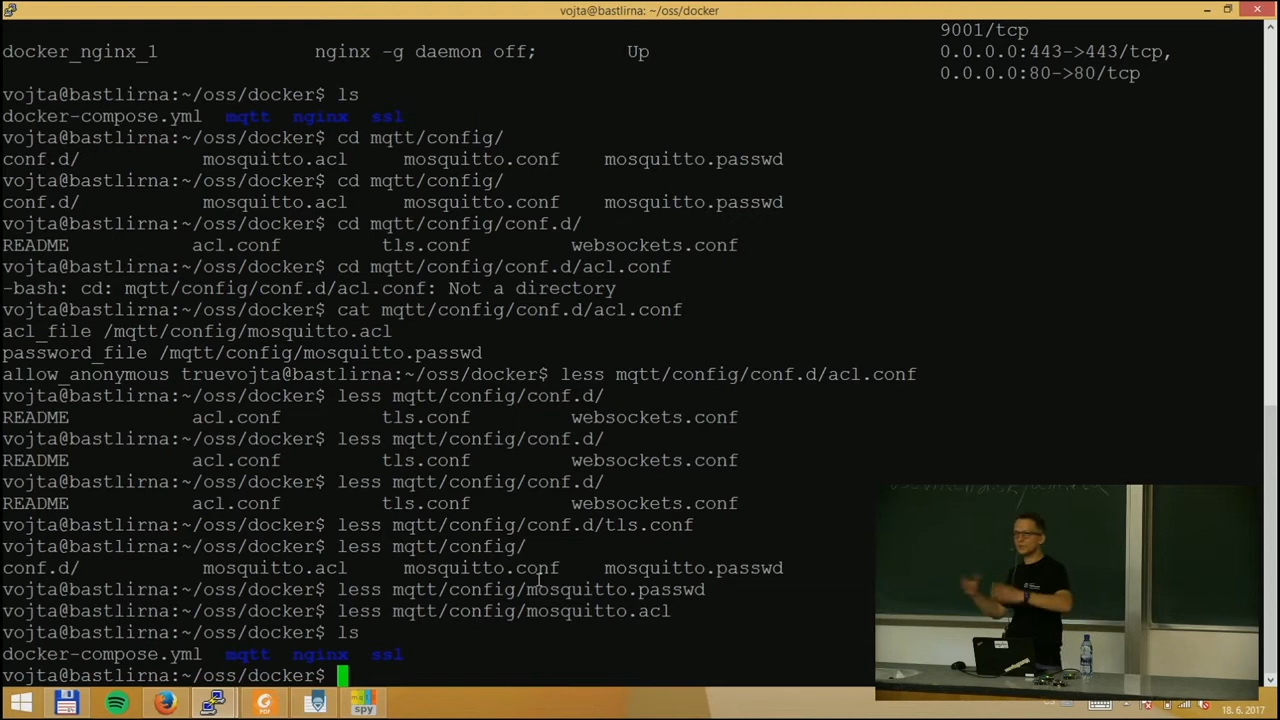 vojta@bastlirna: ~/oss/docker
9001/tcp
docker_nginx_1 nginx -g daemon off; Up 0.0.0.0:443->443/tcp,
0.0.0.0:80->80/tcp
vojta@bastlirna:~/oss/docker$ ls
docker-compose.yml mqtt nginx ssl
vojta@bastlirna:~/oss/docker$ cd mqtt/config/
conf.d/ mosquitto.acl mosquitto.conf mosquitto.passwd
vojta@bastlirna:~/oss/docker$ cd mqtt/config/
conf.d/ mosquitto.acl mosquitto.conf mosquitto.passwd
vojta@bastlirna:~/oss/docker$ cd mqtt/config/conf.d/
README acl.conf tls.conf websockets.conf
vojta@bastlirna:~/oss/docker$ cd mqtt/config/conf.d/acl.conf
-bash: cd: mqtt/config/conf.d/acl.conf: Not a directory
vojta@bastlirna:~/oss/docker$ cat mqtt/config/conf.d/acl.conf
acl_file /mqtt/config/mosquitto.acl
password_file /mqtt/config/mosquitto.passwd
allow_anonymous truevojta@bastlirna:~/oss/docker$ less mqtt/config/conf.d/acl.conf
vojta@bastlirna:~/oss/docker$ less mqtt/config/conf.d/
README acl.conf tls.conf websockets.conf
vojta@bastlirna:~/oss/docker$ less mqtt/config/conf.d/
README acl.conf tls.conf websockets.conf
vojta@bastlirna:~/oss/docker$ less mqtt/config/conf.d/
README acl.conf tls.conf websockets.conf
vojta@bastlirna:~/oss/docker$ less mqtt/config/conf.d/tls.conf
vojta@bastlirna:~/oss/docker$ less mqtt/config/
conf.d/ mosquitto.acl mosquitto.conf mosquitto.passwd
vojta@bastlirna:~/oss/docker$ less mqtt/config/mosquitto.passwd
vojta@bastlirna:~/oss/docker$ less mqtt/config/mosquitto.acl
vojta@bastlirna:~/oss/docker$ ls
docker-compose.yml mqtt nginx ssl
vojta@bastlirna:~/oss/docker$
spy
18. 6. 2017